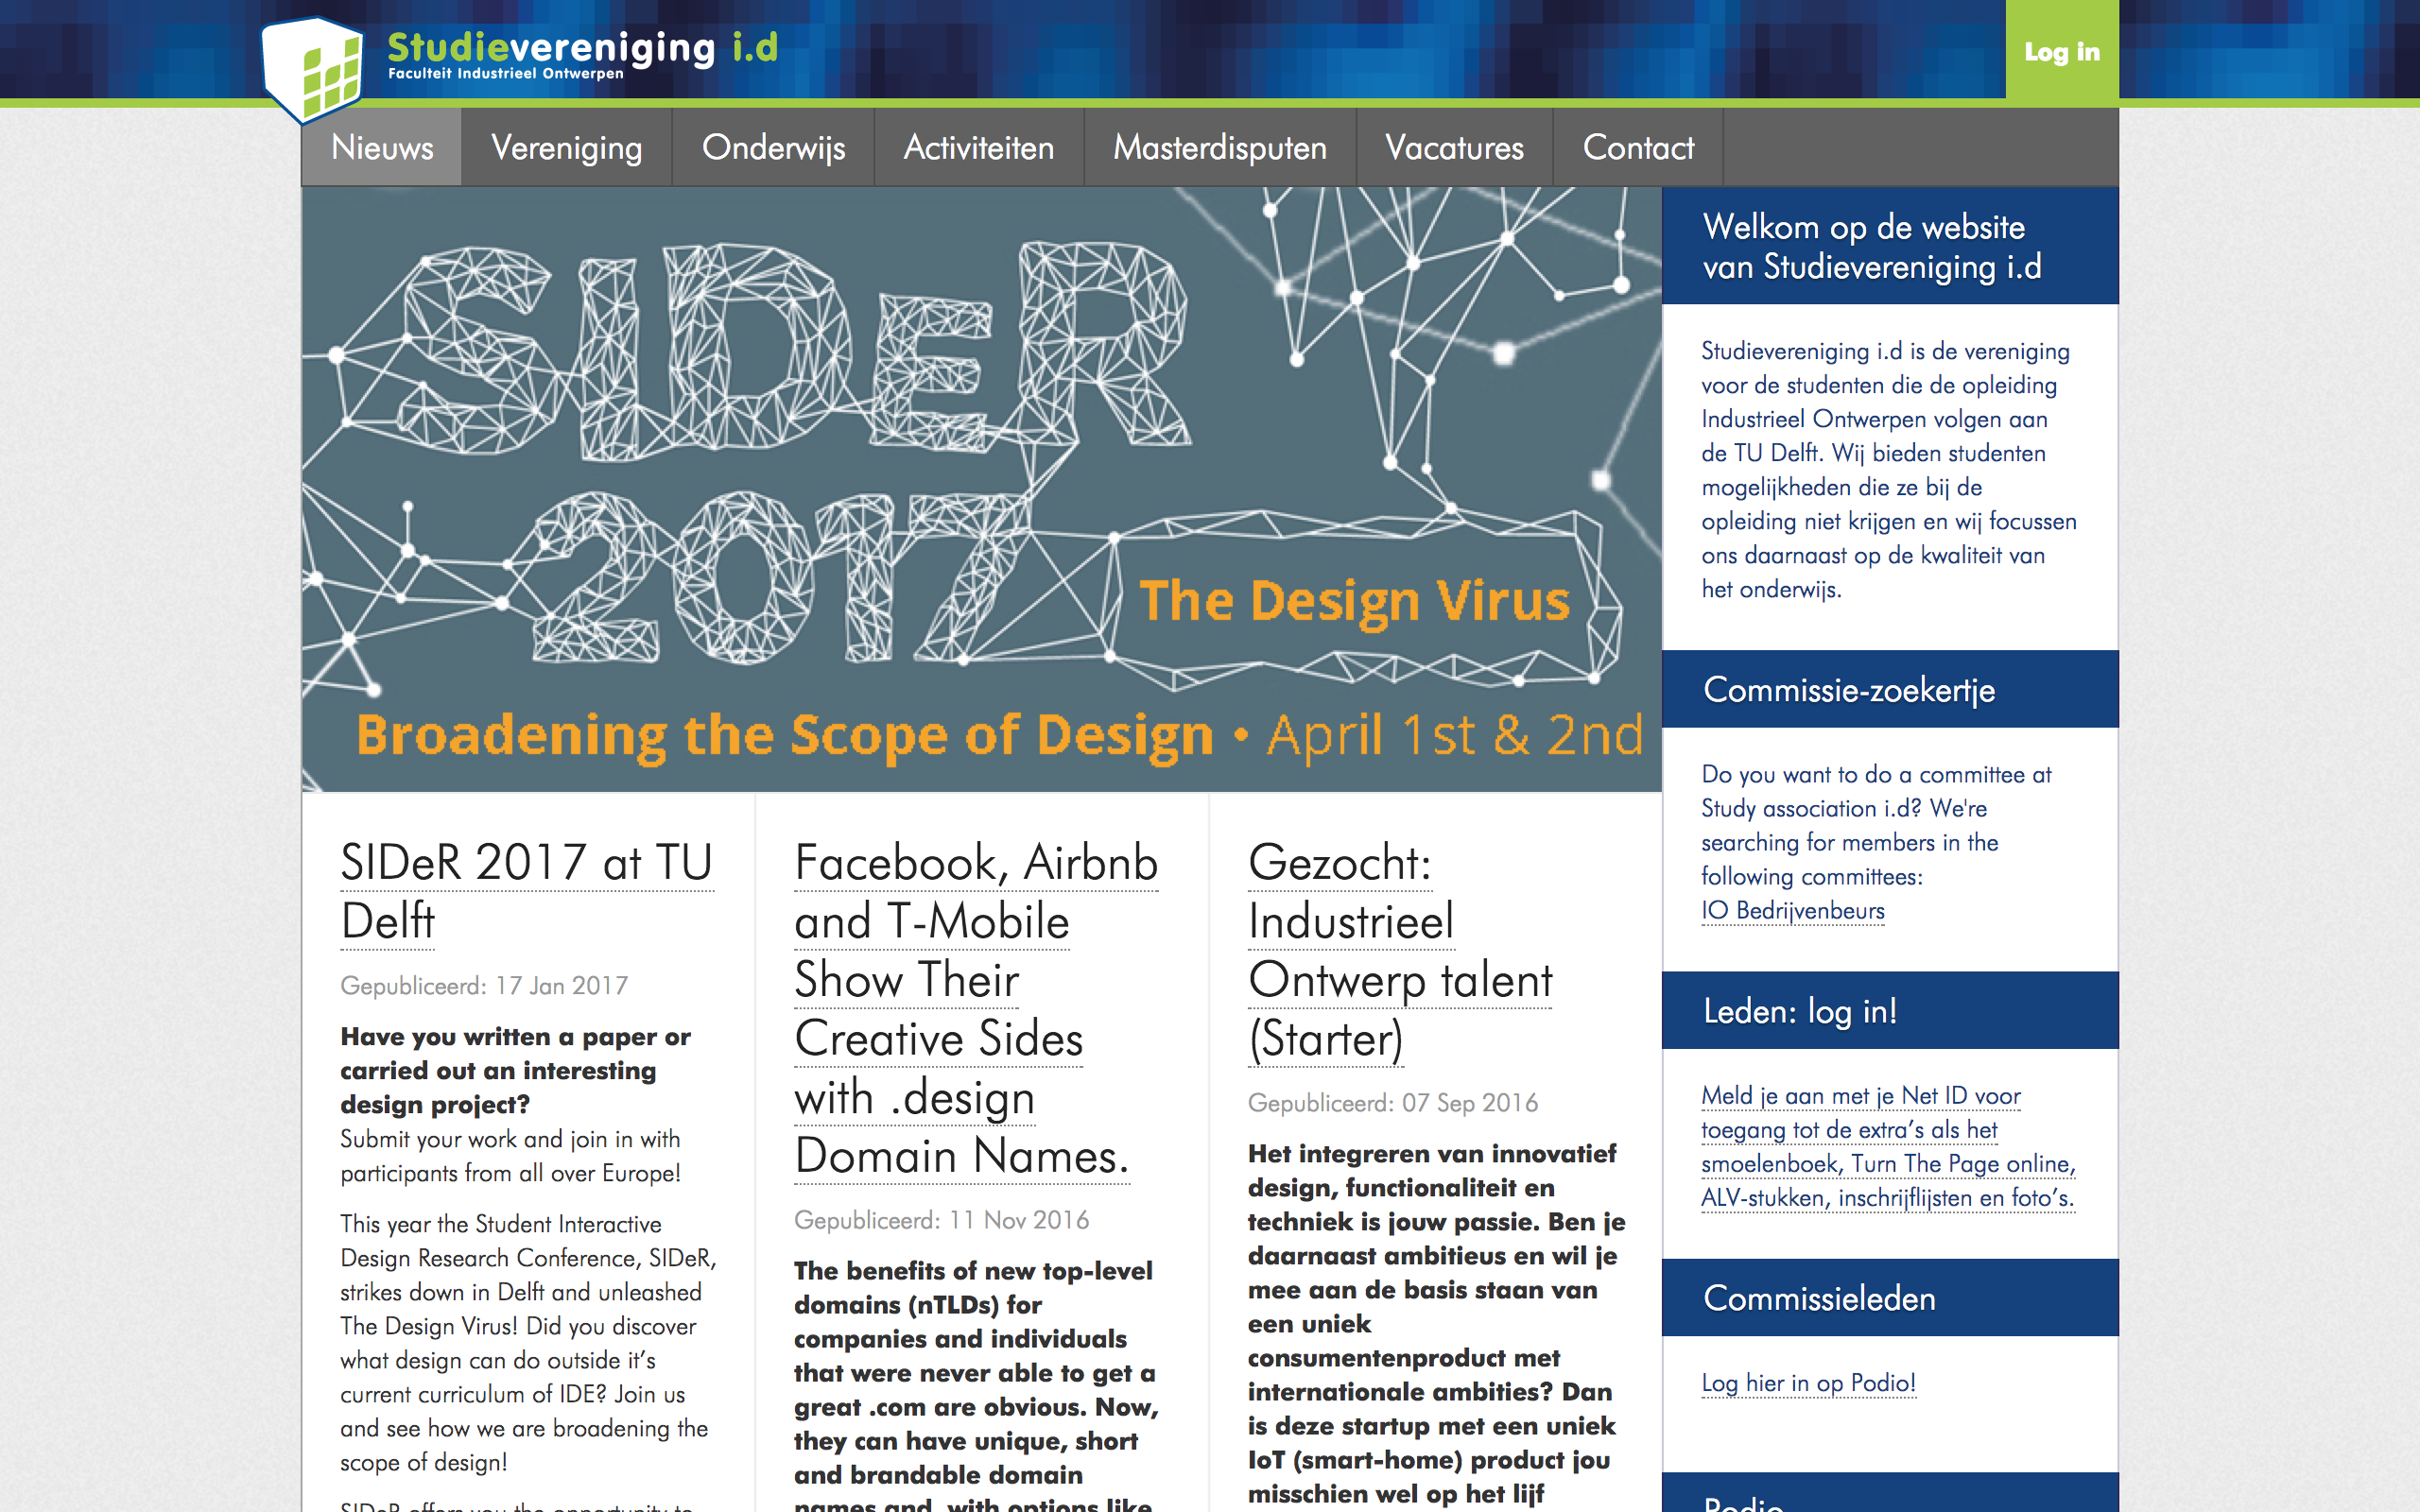 Studievereniging i.d
Faculteit Industrieel Ontwerpen
Log in
Nieuws
Vereniging
Onderwijs
Activiteiten
Masterdisputen
Vacatures
Contact
SIDeR
2017
The Design Virus
Broadening the Scope of Design • April 1st & 2nd
SIDeR 2017 at TU
Delft
Gepubliceerd: 17 Jan 2017
Have you written a paper or
carried out an interesting
design project?
Submit your work and join in with
participants from all over Europe!
This year the Student Interactive
Design Research Conference, SIDeR,
strikes down in Delft and unleashed
The Design Virus! Did you discover
what design can do outside it’s
current curriculum of IDE? Join us
and see how we are broadening the
scope of design!
SIDeR offers you the opportunity to
Facebook, Airbnb
and T-Mobile
Show Their
Creative Sides
with .design
Domain Names.
Gepubliceerd: 11 Nov 2016
The benefits of new top-level
domains (nTLDs) for
companies and individuals
that were never able to get a
great .com are obvious. Now,
they can have unique, short
and brandable domain
names and, with options like
Gezocht:
Industrieel
Ontwerp talent
(Starter)
Gepubliceerd: 07 Sep 2016
Het integreren van innovatief
design, functionaliteit en
techniek is jouw passie. Ben je
daarnaast ambitieus en wil je
mee aan de basis staan van
een uniek
consumentenproduct met
internationale ambities? Dan
is deze startup met een uniek
IoT (smart-home) product jou
misschien wel op het lijf
Welkom op de website
van Studievereniging i.d
Studievereniging i.d is de vereniging
voor de studenten die de opleiding
Industrieel Ontwerpen volgen aan
de TU Delft. Wij bieden studenten
mogelijkheden die ze bij de
opleiding niet krijgen en wij focussen
ons daarnaast op de kwaliteit van
het onderwijs.
Commissie-zoekertje
Do you want to do a committee at
Study association i.d? We're
searching for members in the
following committees:
IO Bedrijvenbeurs
Leden: log in!
Meld je aan met je Net ID voor
toegang tot de extra’s als het
smoelenboek, Turn The Page online,
ALV-stukken, inschrijflijsten en foto’s.
Commissieleden
Log hier in op Podio!
Podio